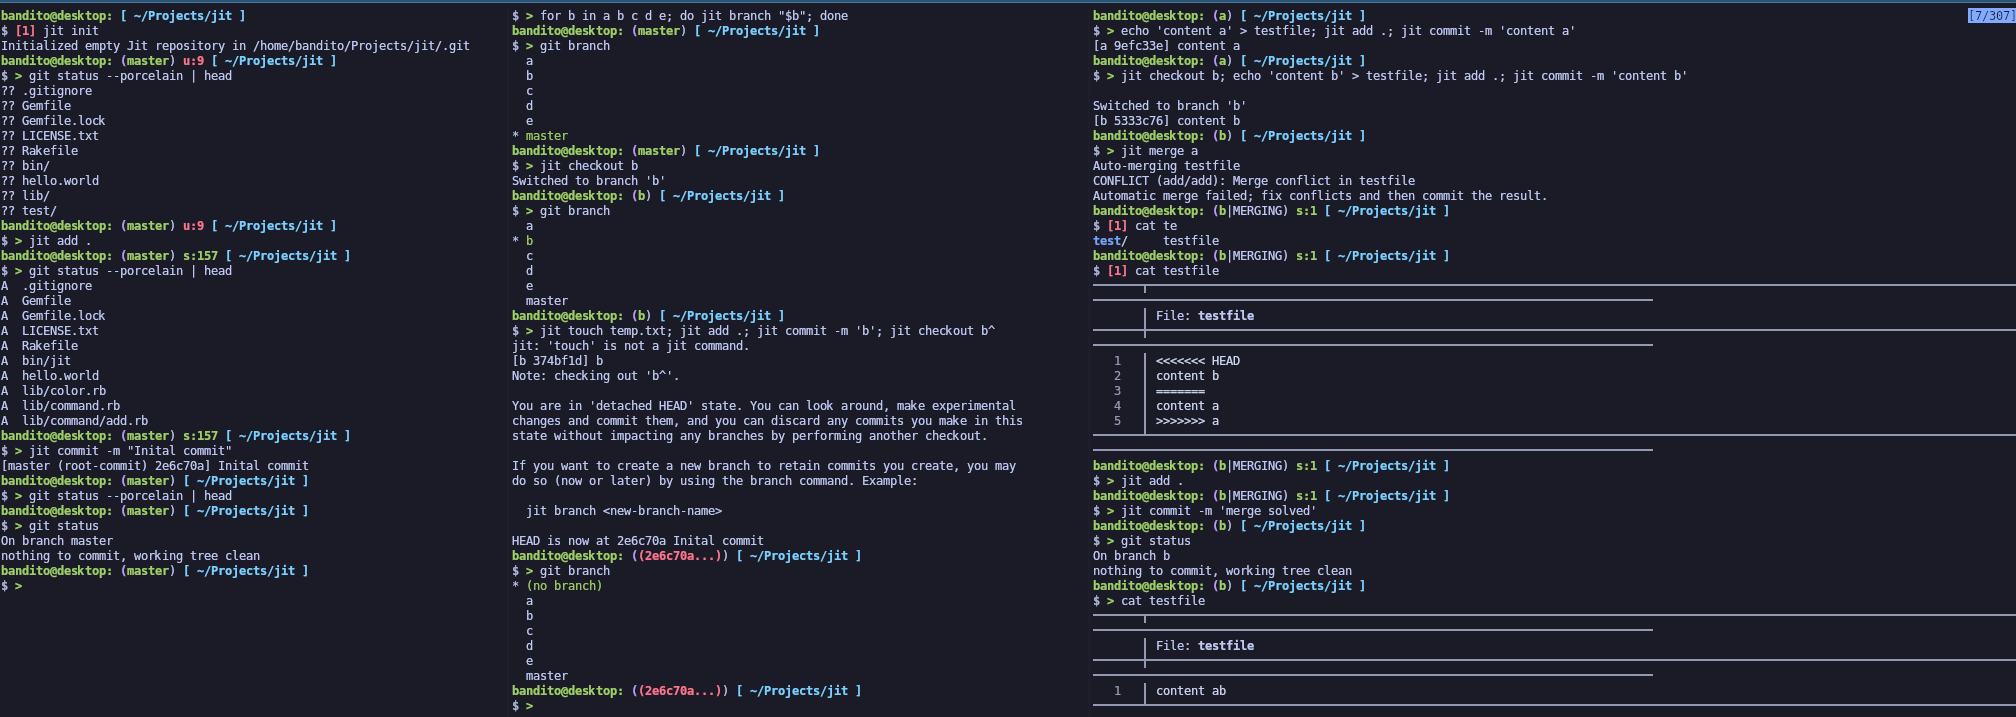 bandito@desktop: [ ~/Projects/jit ]
$ [1] jit init
Initialized empty Jit repository in /home/bandito/Projects/jit/.git
bandito@desktop: (master) u:9 [ ~/Projects/jit ]
$ > git status --porcelain | head
?? .gitignore
?? Gemfile
?? Gemfile.lock
?? LICENSE.txt
?? Rakefile
?? bin/
?? hello.world
?? lib/
?? test/
bandito@desktop: (master) u:9 [ ~/Projects/jit ]
$ > jit add .
bandito@desktop: (master) s:157 [ ~/Projects/jit ]
$ > git status --porcelain | head
A  .gitignore
A  Gemfile
A  Gemfile.lock
A  LICENSE.txt
A  Rakefile
A  bin/jit
A  hello.world
A  lib/color.rb
A  lib/command.rb
A  lib/command/add.rb
bandito@desktop: (master) s:157 [ ~/Projects/jit ]
$ > jit commit -m "Inital commit"
[master (root-commit) 2e6c70a] Inital commit
bandito@desktop: (master) [ ~/Projects/jit ]
$ > git status --porcelain | head
bandito@desktop: (master) [ ~/Projects/jit ]
$ > git status
On branch master
nothing to commit, working tree clean
bandito@desktop: (master) [ ~/Projects/jit ]
$ >
$ > for b in a b c d e; do jit branch "$b"; done
bandito@desktop: (master) [ ~/Projects/jit ]
$ > git branch
  a
  b
  c
  d
  e
* master
bandito@desktop: (master) [ ~/Projects/jit ]
$ > jit checkout b
Switched to branch 'b'
bandito@desktop: (b) [ ~/Projects/jit ]
$ > git branch
  a
* b
  c
  d
  e
  master
bandito@desktop: (b) [ ~/Projects/jit ]
$ > jit touch temp.txt; jit add .; jit commit -m 'b'; jit checkout b^
jit: 'touch' is not a jit command.
[b 374bf1d] b
Note: checking out 'b^'.

You are in 'detached HEAD' state. You can look around, make experimental
changes and commit them, and you can discard any commits you make in this
state without impacting any branches by performing another checkout.

If you want to create a new branch to retain commits you create, you may
do so (now or later) by using the branch command. Example:

  jit branch <new-branch-name>

HEAD is now at 2e6c70a Inital commit
bandito@desktop: ((2e6c70a...)) [ ~/Projects/jit ]
$ > git branch
* (no branch)
  a
  b
  c
  d
  e
  master
bandito@desktop: ((2e6c70a...)) [ ~/Projects/jit ]
$ >
bandito@desktop: (a) [ ~/Projects/jit ]
[7/307]
$ > echo 'content a' > testfile; jit add .; jit commit -m 'content a'
[a 9efc33e] content a
bandito@desktop: (a) [ ~/Projects/jit ]
$ > jit checkout b; echo 'content b' > testfile; jit add .; jit commit -m 'content b'

Switched to branch 'b'
[b 5333c76] content b
bandito@desktop: (b) [ ~/Projects/jit ]
$ > jit merge a
Auto-merging testfile
CONFLICT (add/add): Merge conflict in testfile
Automatic merge failed; fix conflicts and then commit the result.
bandito@desktop: (b|MERGING) s:1 [ ~/Projects/jit ]
$ [1] cat te
test/     testfile
bandito@desktop: (b|MERGING) s:1 [ ~/Projects/jit ]
$ [1] cat testfile
File: testfile
1 <<<<<<< HEAD
2 content b
3 =======
4 content a
5 >>>>>>> a
bandito@desktop: (b|MERGING) s:1 [ ~/Projects/jit ]
$ > jit add .
bandito@desktop: (b|MERGING) s:1 [ ~/Projects/jit ]
$ > jit commit -m 'merge solved'
bandito@desktop: (b) [ ~/Projects/jit ]
$ > git status
On branch b
nothing to commit, working tree clean
bandito@desktop: (b) [ ~/Projects/jit ]
$ > cat testfile
File: testfile
1 content ab